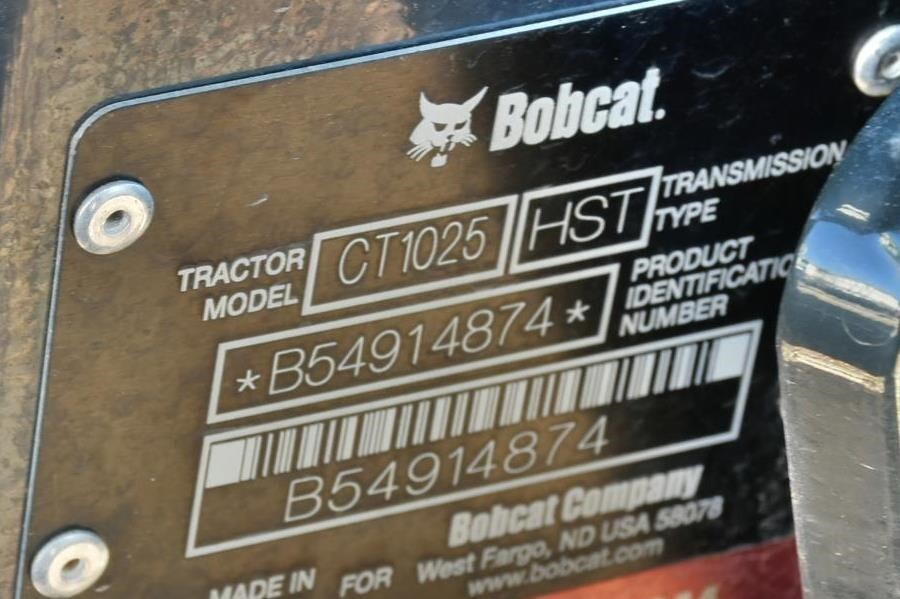 Bobcat.
TRACTOR MODEL CT1025 HST TRANSMISSION TYPE
*B54914874* PRODUCT IDENTIFICATIO NUMBER
B54914874
Bobcat Company
MADE IN FOR West Fargo, ND USA 58078
www.bobcat.com